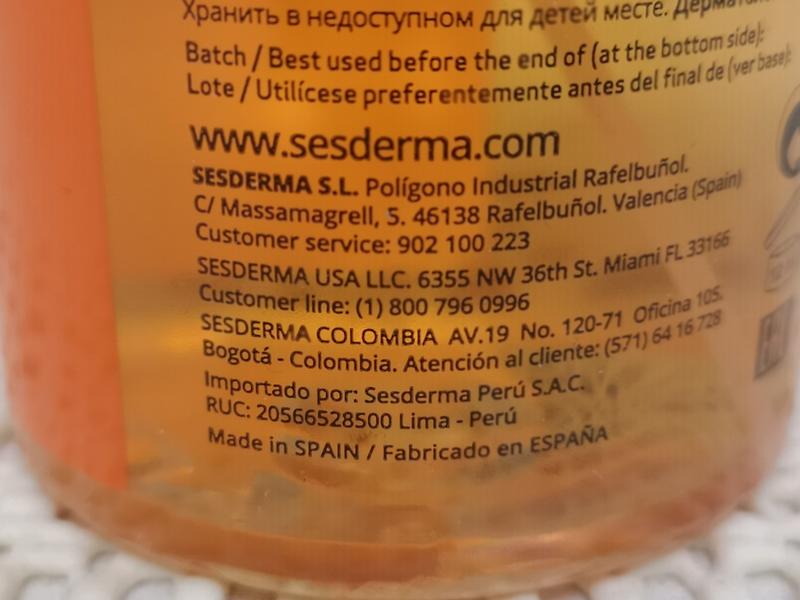 Хранить в недоступном для детей месте.
Batch / Best used before the end of (at the bottom side):
Lote / Utilícese preferentemente antes del final de (ver base):
www.sesderma.com
SESDERMA S.L. Polígono Industrial Rafelbuñol.
C/ Massamagrell, 5. 46138 Rafelbuñol. Valencia (Spain)
Customer service: 902 100 223
SESDERMA USA LLC. 6355 NW 36th St. Miami FL 33166
Customer line: (1) 800 796 0996
SESDERMA COLOMBIA AV.19 No. 120-71 Oficina 105.
Bogotá - Colombia. Atención al cliente: (571) 64 16 728
Importado por: Sesderma Perú S.A.C.
RUC: 20566528500 Lima - Perú
Made in SPAIN / Fabricado en ESPAÑA